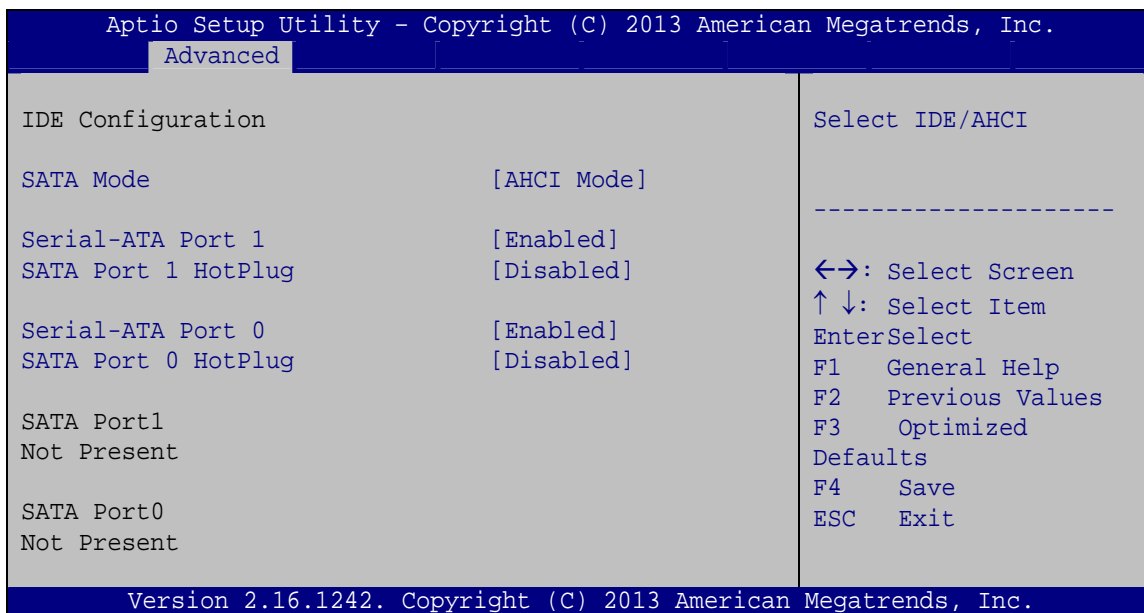 Aptio Setup Utility – Copyright (C) 2013 American Megatrends, Inc.
Advanced
IDE Configuration
SATA Mode [AHCI Mode]
Serial-ATA Port 1 [Enabled]
SATA Port 1 HotPlug [Disabled]
Serial-ATA Port 0 [Enabled]
SATA Port 0 HotPlug [Disabled]
SATA Port1
Not Present
SATA Port0
Not Present
Select IDE/AHCI
---------------------
←→: Select Screen
↑ ↓: Select Item
EnterSelect
F1 General Help
F2 Previous Values
F3 Optimized
Defaults
F4 Save
ESC Exit
Version 2.16.1242. Copyright (C) 2013 American Megatrends, Inc.